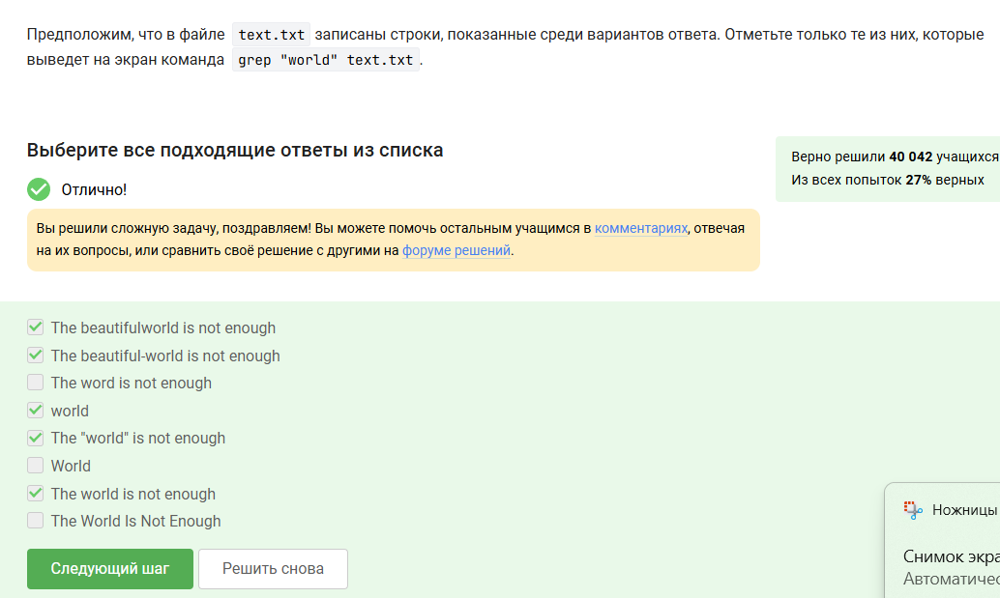 Предположим, что в файле text.txt записаны строки, показанные среди вариантов ответа. Отметьте только те из них, которые
выведет на экран команда grep "world" text.txt.
Выберите все подходящие ответы из списка
Верно решили 40 042 учащихся
Из всех попыток 27% верных
Отлично!
Вы решили сложную задачу, поздравляем! Вы можете помочь остальным учащимся в комментариях, отвечая
на их вопросы, или сравнить своё решение с другими на форуме решений.
The beautifulworld is not enough
The beautiful-world is not enough
The word is not enough
world
The "world" is not enough
World
The world is not enough
The World Is Not Enough
Следующий шаг
Решить снова
Ножницы
Снимок